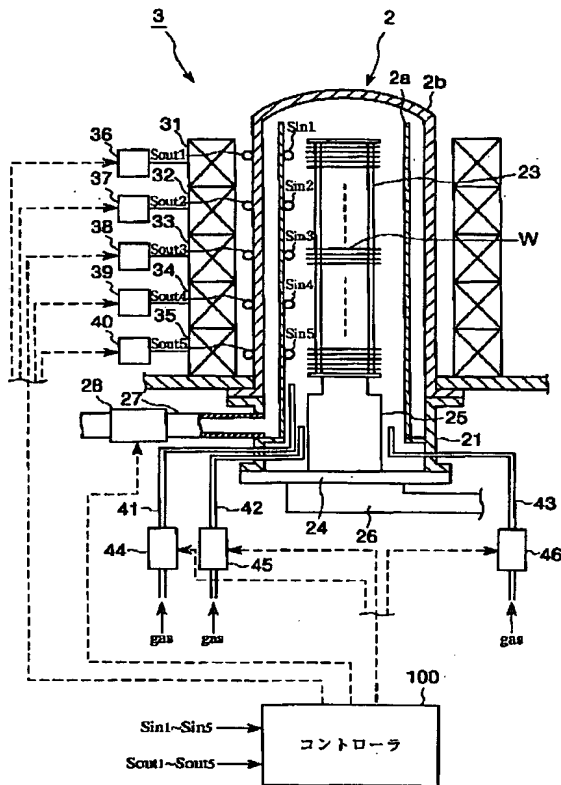 3
2
2a
2b
31
36
Sout1
Sin1
32
37
Sout2
Sin2
23
33
38
Sout3
Sin3
W
34
39
Sout4
Sin4
35
40
Sout5
Sin5
28
27
25
21
41
42
24
26
43
44
45
46
gas
gas
gas
100
Sin1~Sin5
コントローラ
Sout1~Sout5